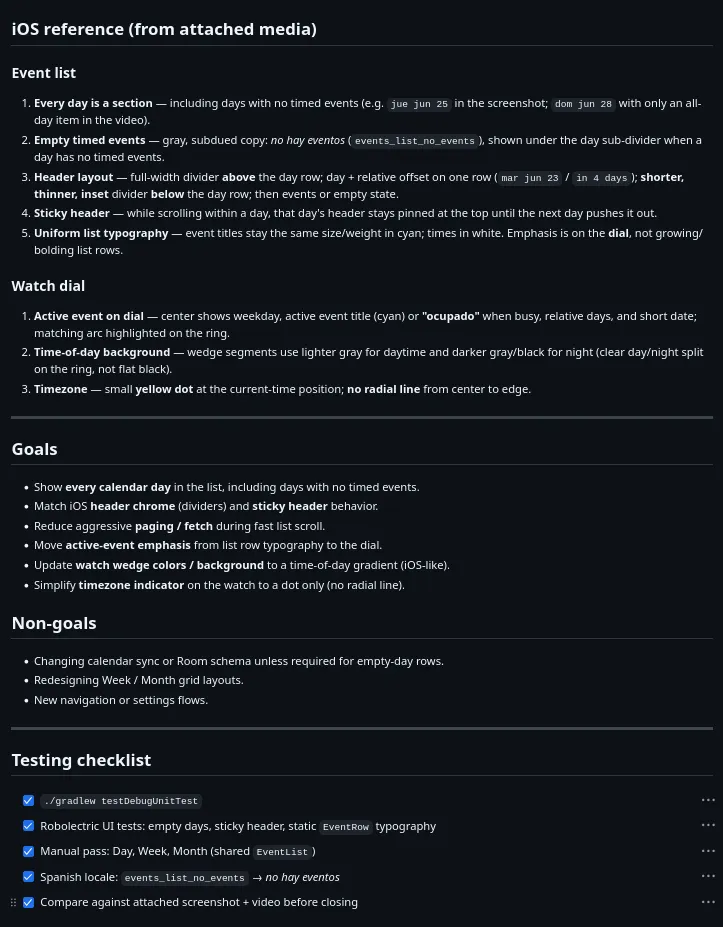 iOS reference (from attached media)
Event list
1. Every day is a section — including days with no timed events (e.g. jue jun 25 in the screenshot; dom jun 28 with only an all-
day item in the video).
2. Empty timed events — gray, subdued copy: no hay eventos (events_list_no_events), shown under the day sub-divider when a
day has no timed events.
3. Header layout — full-width divider above the day row; day + relative offset on one row (mar jun 23 / in 4 days); shorter,
thinner, inset divider below the day row; then events or empty state.
4. Sticky header — while scrolling within a day, that day's header stays pinned at the top until the next day pushes it out.
5. Uniform list typography — event titles stay the same size/weight in cyan; times in white. Emphasis is on the dial, not growing/
bolding list rows.
Watch dial
1. Active event on dial — center shows weekday, active event title (cyan) or "ocupado" when busy, relative days, and short date;
matching arc highlighted on the ring.
2. Time-of-day background — wedge segments use lighter gray for daytime and darker gray/black for night (clear day/night split
on the ring, not flat black).
3. Timezone — small yellow dot at the current-time position; no radial line from center to edge.
Goals
• Show every calendar day in the list, including days with no timed events.
• Match iOS header chrome (dividers) and sticky header behavior.
• Reduce aggressive paging / fetch during fast list scroll.
• Move active-event emphasis from list row typography to the dial.
• Update watch wedge colors / background to a time-of-day gradient (iOS-like).
• Simplify timezone indicator on the watch to a dot only (no radial line).
Non-goals
• Changing calendar sync or Room schema unless required for empty-day rows.
• Redesigning Week / Month grid layouts.
• New navigation or settings flows.
Testing checklist
./gradlew testDebugUnitTest
Robolectric UI tests: empty days, sticky header, static EventRow typography
Manual pass: Day, Week, Month (shared EventList)
Spanish locale: events_list_no_events → no hay eventos
Compare against attached screenshot + video before closing